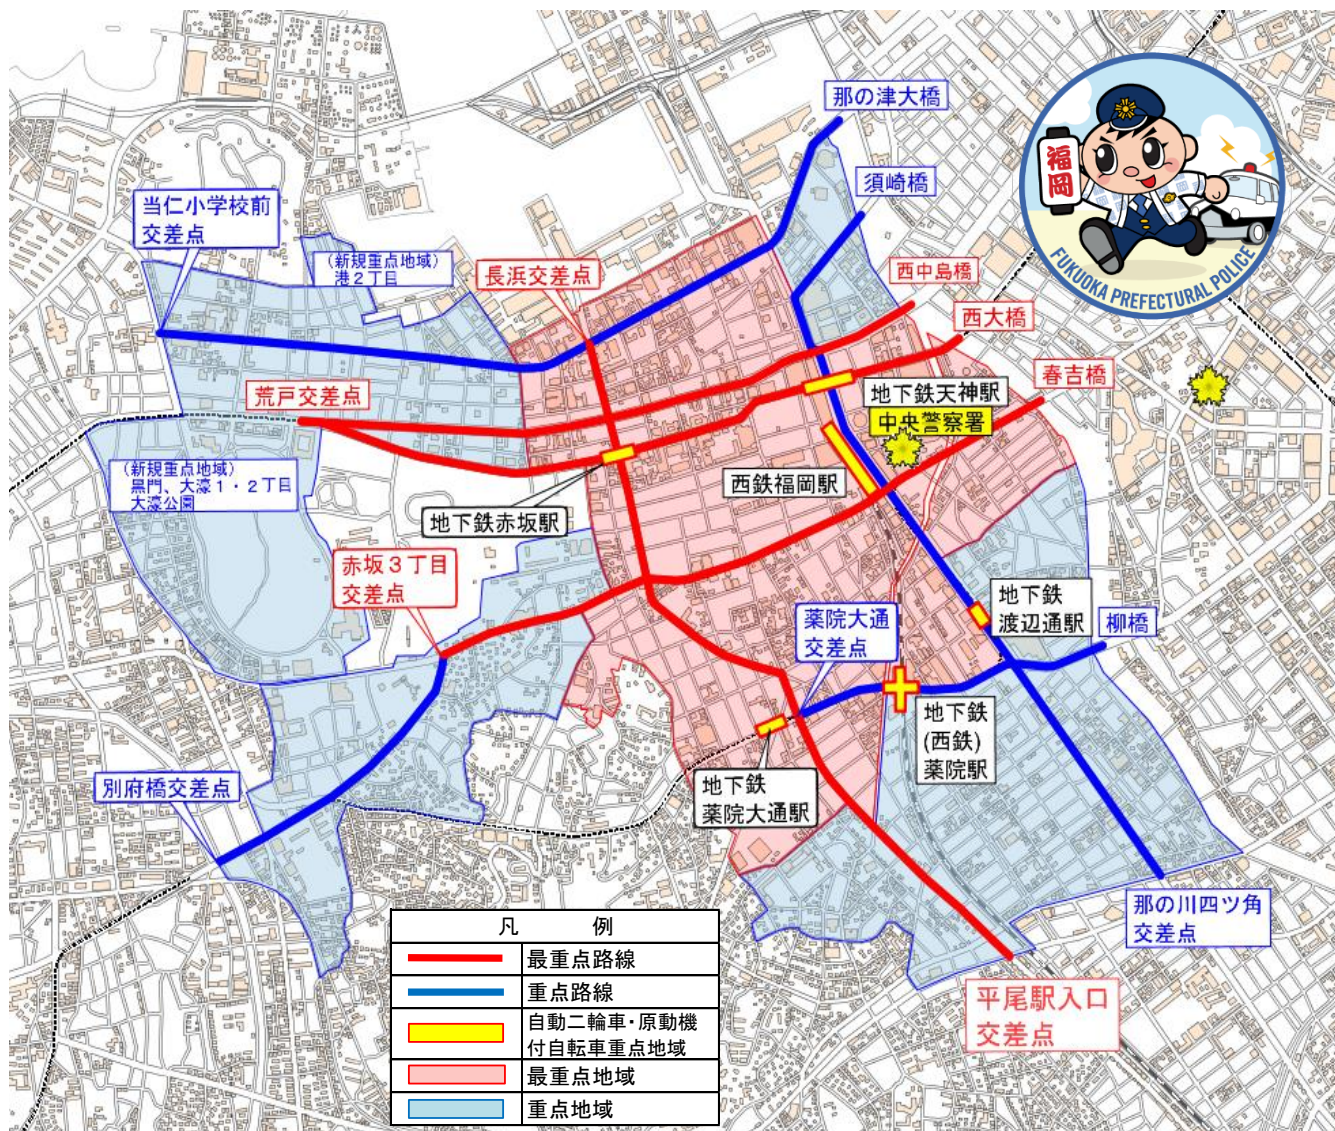 那の津大橋
須崎橋
福岡
FUKUOKA PREFECTURAL POLICE
当仁小学校前
交差点
(新規重点地域)
港2丁目
長浜交差点
西中島橋
西大橋
春吉橋
荒戸交差点
地下鉄天神駅
中央警察署
(新規重点地域)
黒門、大濠1・2丁目
大濠公園
西鉄福岡駅
地下鉄赤坂駅
赤坂3丁目
交差点
薬院大通
交差点
地下鉄
渡辺通駅
柳橋
地下鉄
(西鉄)
薬院駅
別府橋交差点
地下鉄
薬院大通駅
那の川四ツ角
交差点
平尾駅入口
交差点
凡 例
最重点路線
重点路線
自動二輪車・原動機
付自転車重点地域
最重点地域
重点地域